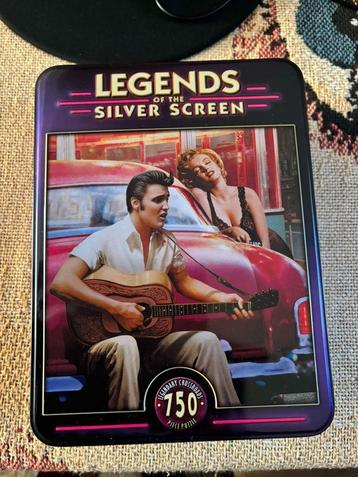 LEGENDS
OF THE
SILVER SCREEN
LEGENDARY CROSSROADS
750
PIECE PUZZLE